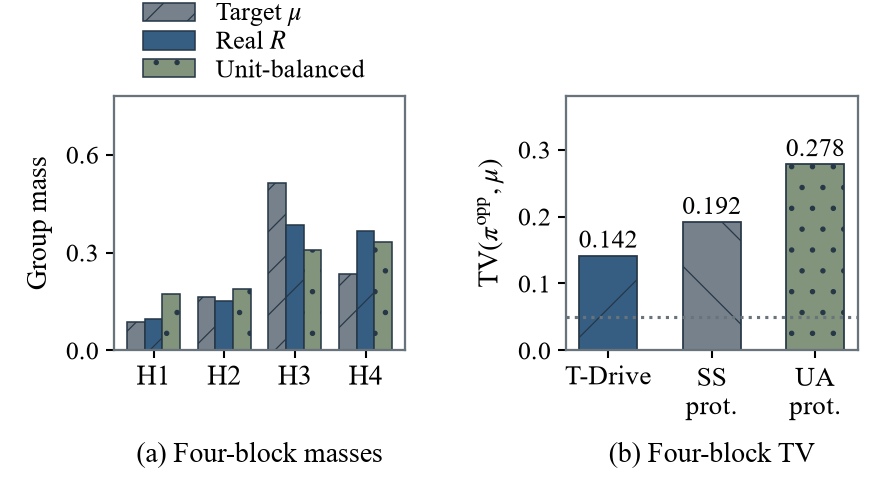 Target μ
Real R
Unit-balanced
Group mass
0.6
0.3
0.0
H1 H2 H3 H4
(a) Four-block masses
TV(π^opp, μ)
0.3
0.2
0.1
0.0
0.142
0.192
0.278
T-Drive SS prot. UA prot.
(b) Four-block TV